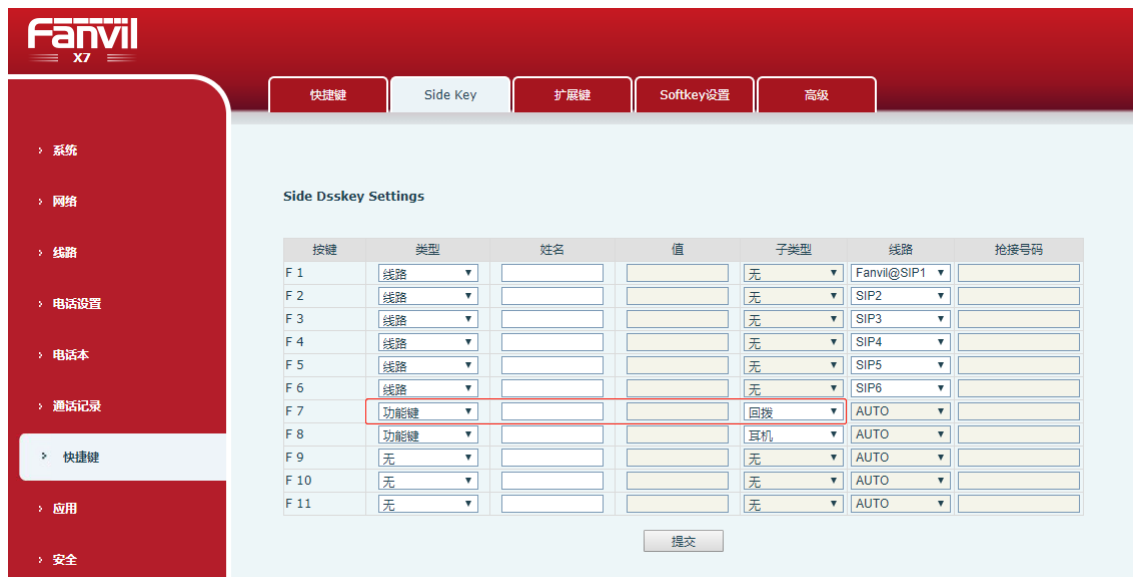 Fanvil
X7
快捷键 Side Key 扩展键 Softkey设置 高级
系统
网络
线路
电话设置
电话本
通话记录
快捷键
应用
安全
Side Dsskey Settings
按键 类型 姓名 值 子类型 线路 抢接号码
F 1 线路 无 Fanvil@SIP1
F 2 线路 无 SIP2
F 3 线路 无 SIP3
F 4 线路 无 SIP4
F 5 线路 无 SIP5
F 6 线路 无 SIP6
F 7 功能键 回拨 AUTO
F 8 功能键 耳机 AUTO
F 9 无 无 AUTO
F 10 无 无 AUTO
F 11 无 无 AUTO
提交